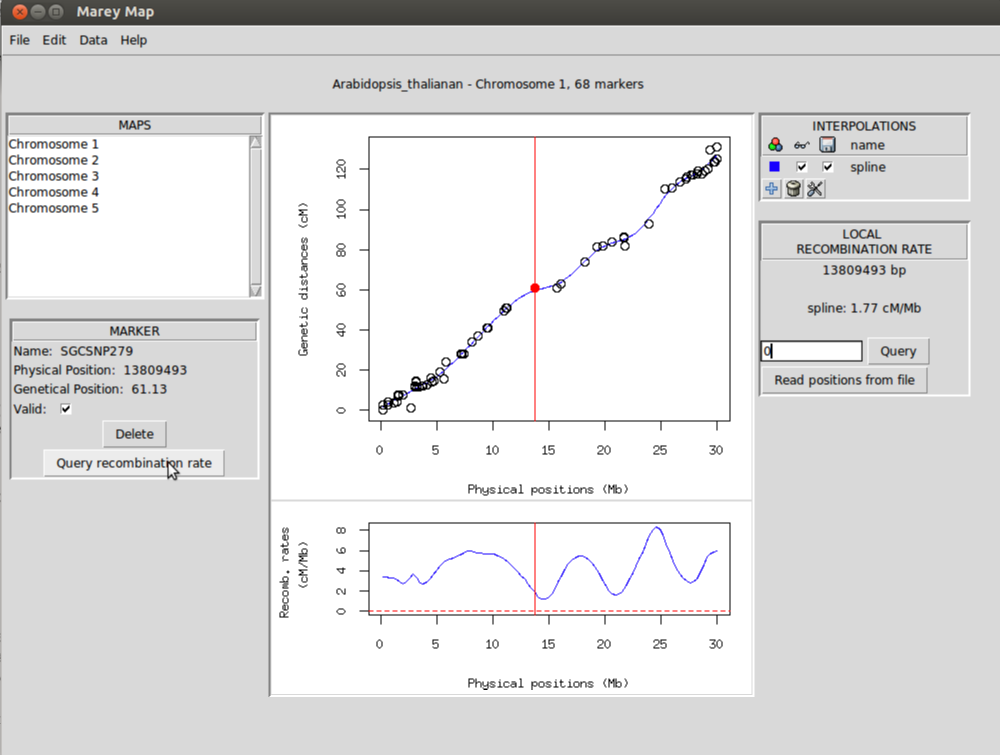 Marey Map
File Edit Data Help
Arabidopsis_thalianan - Chromosome 1, 68 markers
MAPS
Chromosome 1
Chromosome 2
Chromosome 3
Chromosome 4
Chromosome 5
MARKER
Name: SGCSNP279
Physical Position: 13809493
Genetical Position: 61.13
Valid:
Delete
Query recombination rate
Genetic distances (cM)
120
100
80
60
40
20
0
0 5 10 15 20 25 30
Physical positions (Mb)
Recomb. rates
(cM/Mb)
8
6
4
2
0
0 5 10 15 20 25 30
Physical positions (Mb)
INTERPOLATIONS
name
spline
LOCAL
RECOMBINATION RATE
13809493 bp
spline: 1.77 cM/Mb
0
Query
Read positions from file